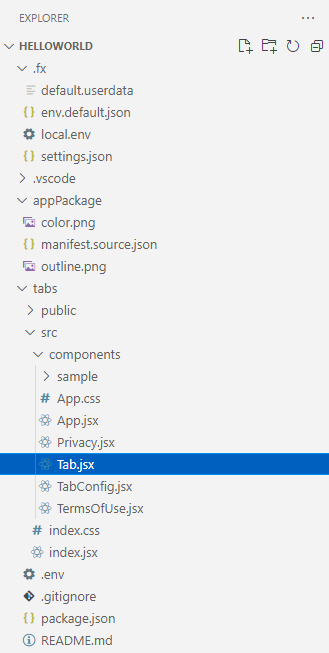 EXPLORER
HELLOWORLD
.fx
default.userdata
env.default.json
local.env
settings.json
.vscode
appPackage
color.png
manifest.source.json
outline.png
tabs
public
src
components
sample
App.css
App.jsx
Privacy.jsx
Tab.jsx
TabConfig.jsx
TermsOfUse.jsx
index.css
index.jsx
.env
.gitignore
package.json
README.md